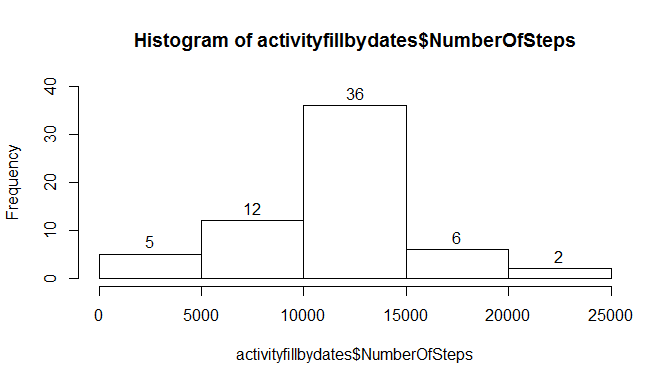 Histogram of activityfillbydates$NumberOfSteps
Frequency
40
30
20
10
0
5
12
36
6
2
0 5000 10000 15000 20000 25000
activityfillbydates$NumberOfSteps